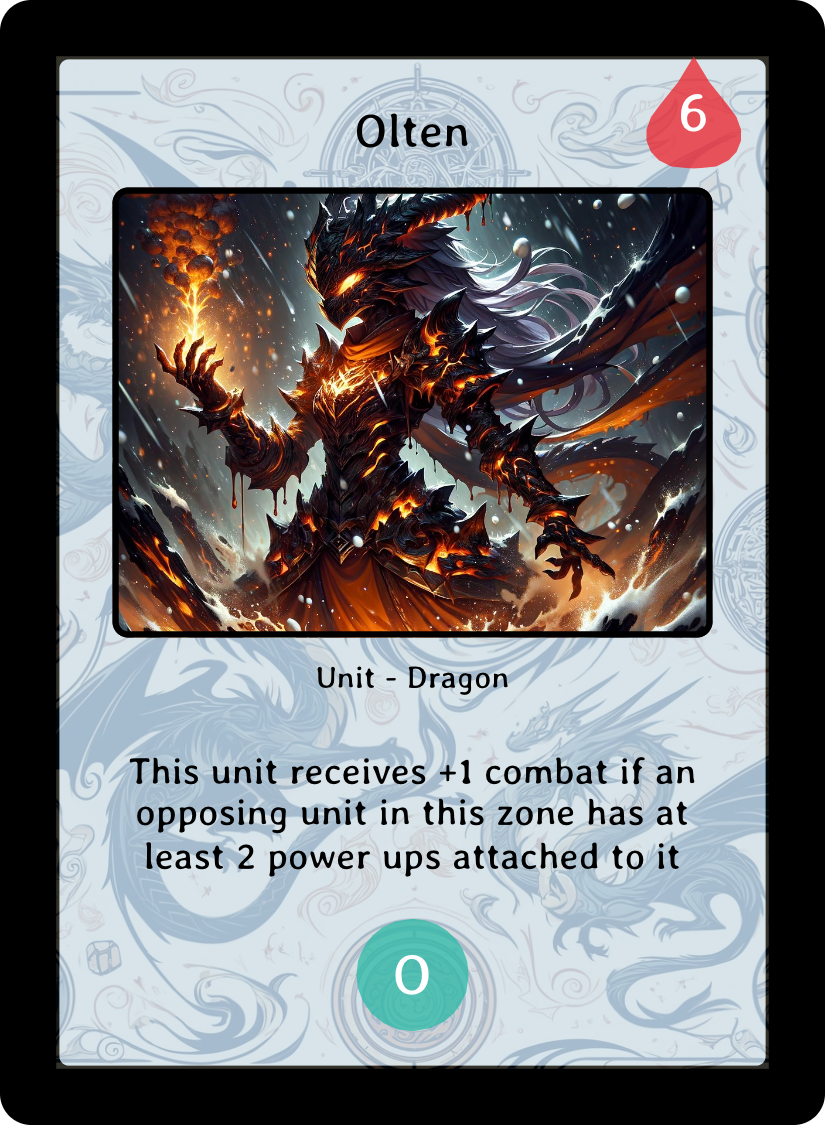 Olten
6
Unit - Dragon
This unit receives +1 combat if an
opposing unit in this zone has at
least 2 power ups attached to it
0